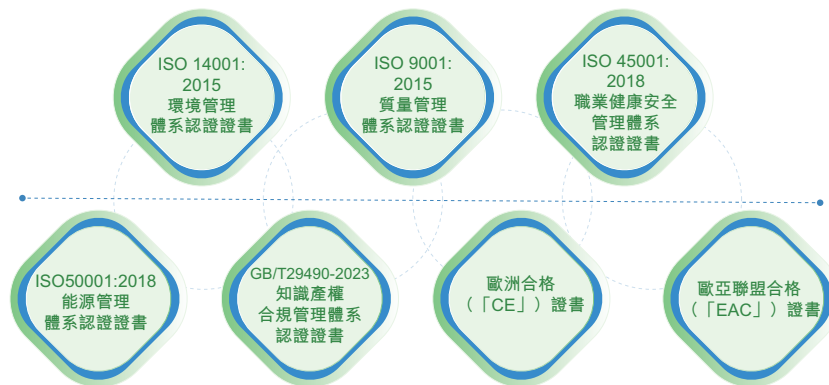 ISO 14001:
2015
環境管理
體系認證證書
ISO 9001:
2015
質量管理
體系認證證書
ISO 45001:
2018
職業健康安全
管理體系
認證證書
ISO50001:2018
能源管理
體系認證證書
GB/T29490-2023
知識產權
合規管理體系
認證證書
歐洲合格
（「CE」）證書
歐亞聯盟合格
（「EAC」）證書